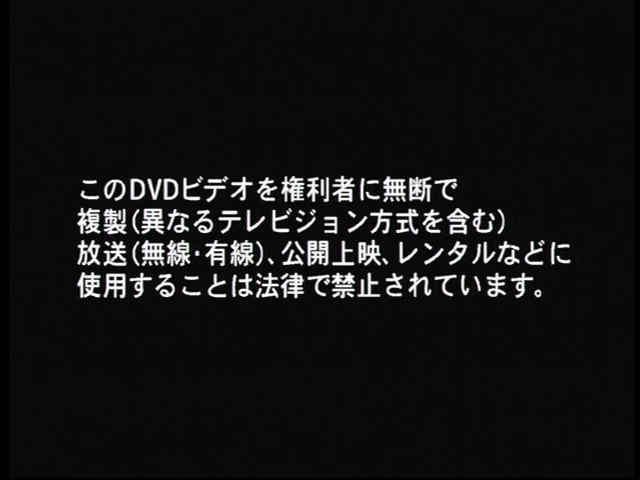 このDVDビデオを権利者に無断で
複製(異なるテレビジョン方式を含む)
放送(無線･有線)、公開上映、レンタルなどに
使用することは法律で禁止されています。